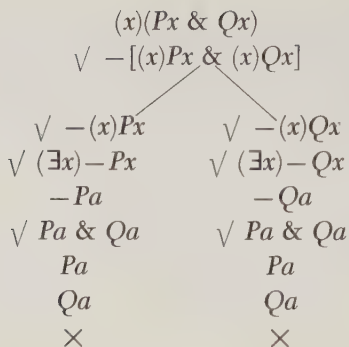 (x)(Px & Qx)
√ −[(x)Px & (x)Qx]
√ −(x)Px √ −(x)Qx
√ (∃x)−Px √ (∃x)−Qx
−Pa −Qa
√ Pa & Qa √ Pa & Qa
Pa Pa
Qa Qa
× ×